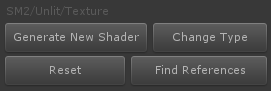 SM2/Unlit/Texture
Generate New Shader Change Type
Reset Find References